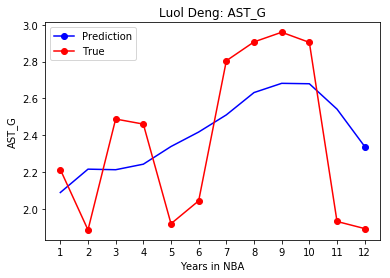 Luol Deng: AST_G
Prediction
True
AST_G
3.0
2.8
2.6
2.4
2.2
2.0
1 2 3 4 5 6 7 8 9 10 11 12
Years in NBA